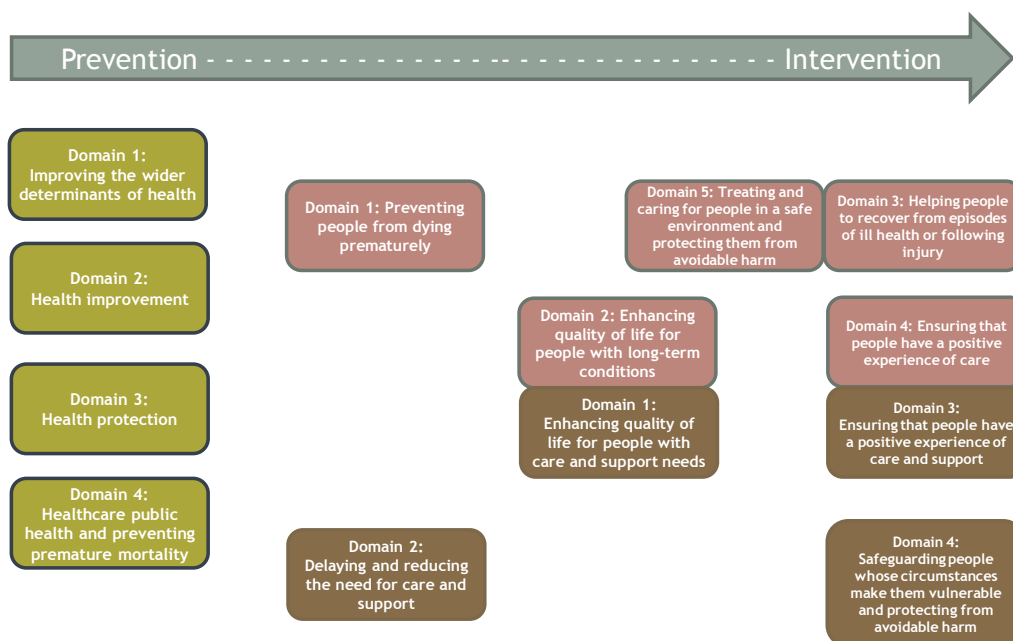 Prevention - - - - - - - - - - - - - - - - - -- - - - - - - - - - - - - - - Intervention
Domain 1:
Improving the wider
determinants of health
Domain 2:
Health improvement
Domain 3:
Health protection
Domain 4:
Healthcare public
health and preventing
premature mortality
Domain 1: Preventing
people from dying
prematurely
Domain 2:
Delaying and reducing
the need for care and
support
Domain 2: Enhancing
quality of life for
people with long-term
conditions
Domain 1:
Enhancing quality of
life for people with
care and support needs
Domain 5: Treating and
caring for people in a safe
environment and
protecting them from
avoidable harm
Domain 3: Helping people
to recover from episodes
of ill health or following
injury
Domain 4: Ensuring that
people have a positive
experience of care
Domain 3:
Ensuring that people have
a positive experience of
care and support
Domain 4:
Safeguarding people
whose circumstances
make them vulnerable
and protecting from
avoidable harm